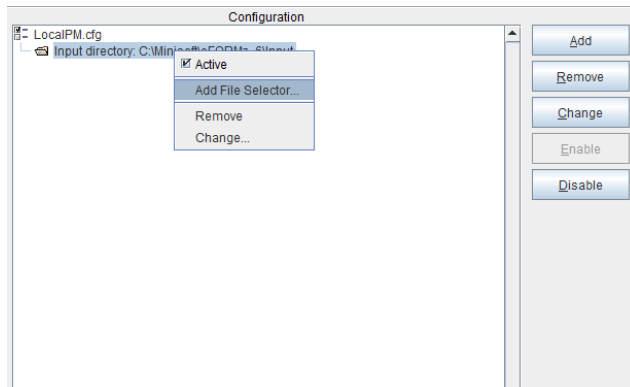 Configuration
LocalPM.cfg
Input directory: C:\Minisoft\eFORMz_6\Input
Active
Add File Selector...
Remove
Change...
Add
Remove
Change
Enable
Disable